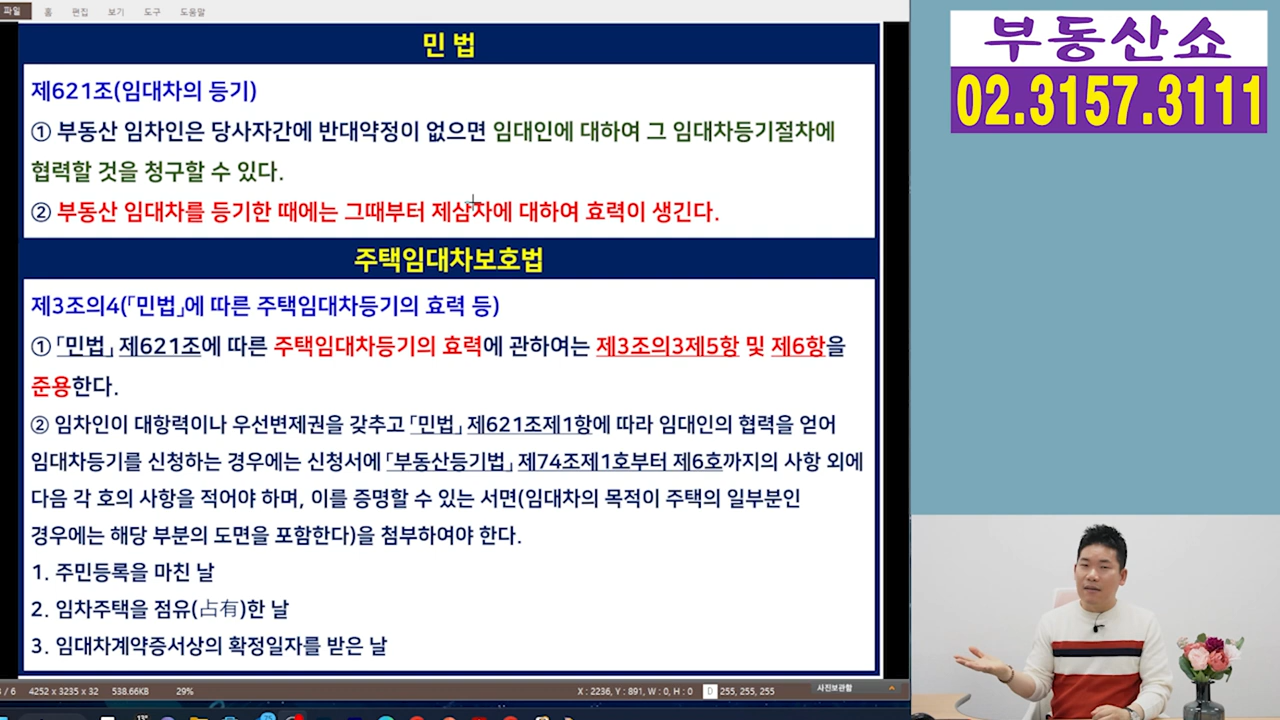 파일 홈 편집 보기 도구 도움말
부동산쇼
02.3157.3111
민 법
제621조(임대차의 등기)
① 부동산 임차인은 당사자간에 반대약정이 없으면 임대인에 대하여 그 임대차등기절차에
협력할 것을 청구할 수 있다.
② 부동산 임대차를 등기한 때에는 그때부터 제삼자에 대하여 효력이 생긴다.
주택임대차보호법
제3조의4(「민법」에 따른 주택임대차등기의 효력 등)
① 「민법」 제621조에 따른 주택임대차등기의 효력에 관하여는 제3조의3제5항 및 제6항을
준용한다.
② 임차인이 대항력이나 우선변제권을 갖추고 「민법」 제621조제1항에 따라 임대인의 협력을 얻어
임대차등기를 신청하는 경우에는 신청서에 「부동산등기법」 제74조제1호부터 제6호까지의 사항 외에
다음 각 호의 사항을 적어야 하며, 이를 증명할 수 있는 서면(임대차의 목적이 주택의 일부분인
경우에는 해당 부분의 도면을 포함한다)을 첨부하여야 한다.
1. 주민등록을 마친 날
2. 임차주택을 점유(占有)한 날
3. 임대차계약증서상의 확정일자를 받은 날
/ 6 4252 x 3235 x 32 538.66KB 29% X : 2236, Y : 891, W : 0, H : 0 D 255, 255, 255 사진보관함